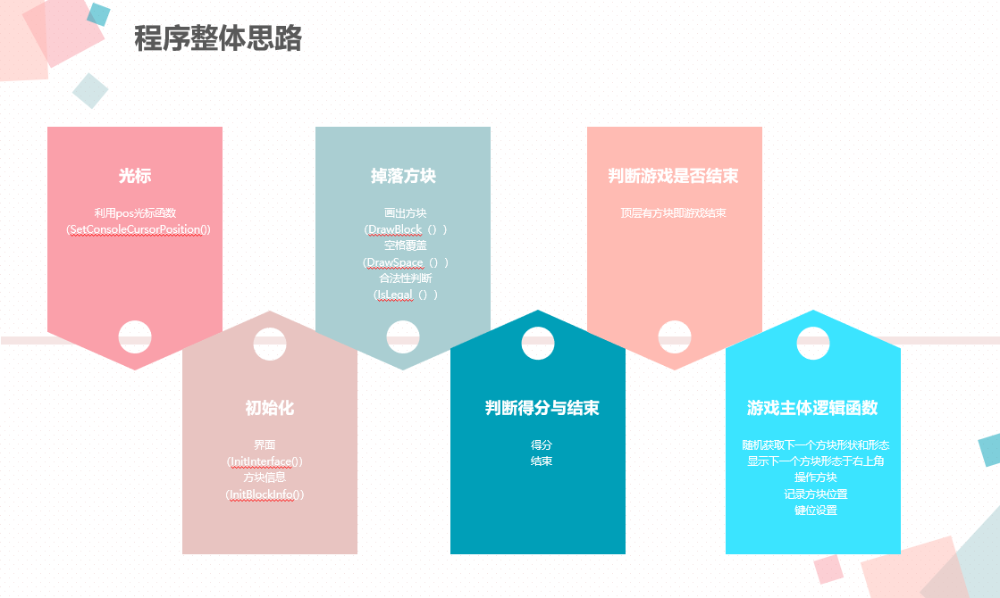 程序整体思路
光标
利用pos光标函数
(SetConsoleCursorPosition())
初始化
界面
(InitInterface())
方块信息
(InitBlockInfo())
掉落方块
画出方块
(DrawBlock（）)
空格覆盖
(DrawSpace（）)
合法性判断
(IsLegal（）)
判断得分与结束
得分
结束
判断游戏是否结束
顶层有方块即游戏结束
游戏主体逻辑函数
随机获取下一个方块形状和形态
显示下一个方块形态于右上角
操作方块
记录方块位置
键位设置